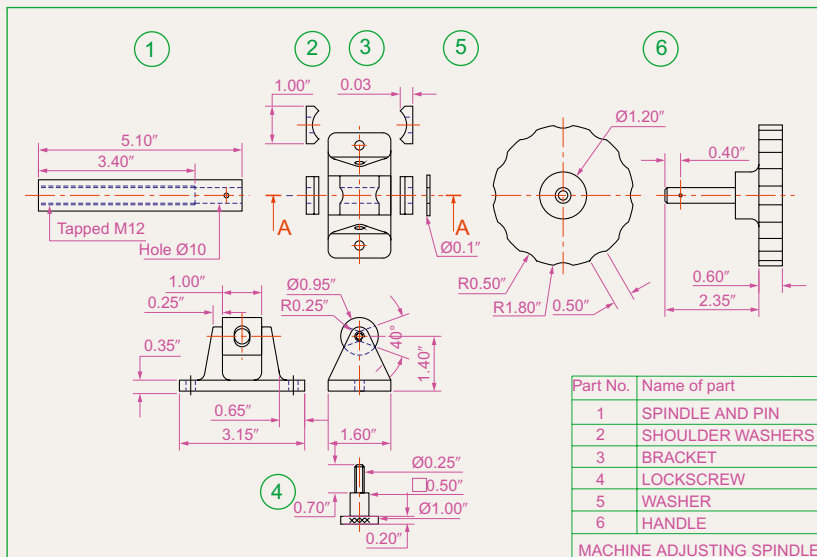 1
2
3
5
6
1.00″
0.03
Ø1.20″
5.10″
3.40″
0.40″
Tapped M12
Hole Ø10
A
A
Ø0.1″
R0.50″
R1.80″
0.50″
0.60″
2.35″
1.00″
0.25″
0.35″
0.65″
3.15″
Ø0.95″
R0.25″
40°
1.40″
1.60″
4
Ø0.25″
□0.50″
0.70″
Ø1.00″
0.20″
Part No. Name of part
1 SPINDLE AND PIN
2 SHOULDER WASHERS
3 BRACKET
4 LOCKSCREW
5 WASHER
6 HANDLE
MACHINE ADJUSTING SPINDLE